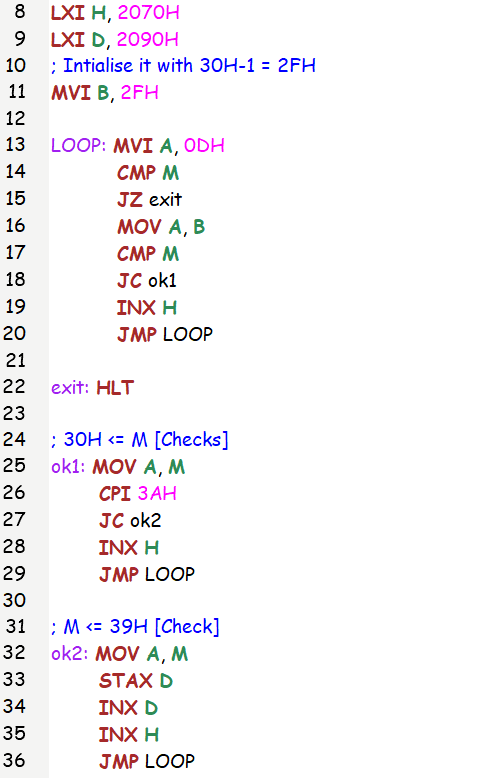 8 LXI H, 2070H
9 LXI D, 2090H
10 ; Intialise it with 30H-1 = 2FH
11 MVI B, 2FH
12
13 LOOP: MVI A, 0DH
14 CMP M
15 JZ exit
16 MOV A, B
17 CMP M
18 JC ok1
19 INX H
20 JMP LOOP
21
22 exit: HLT
23
24 ; 30H <= M [Checks]
25 ok1: MOV A, M
26 CPI 3AH
27 JC ok2
28 INX H
29 JMP LOOP
30
31 ; M <= 39H [Check]
32 ok2: MOV A, M
33 STAX D
34 INX D
35 INX H
36 JMP LOOP